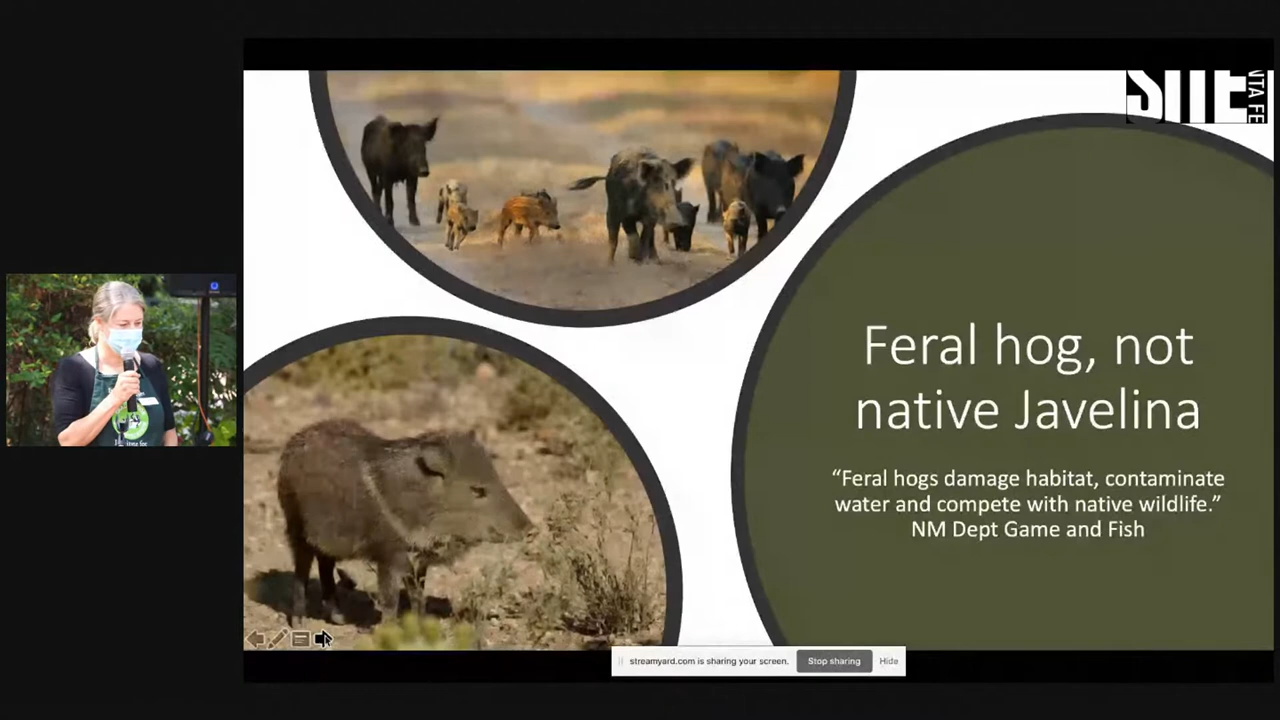 SITE
NTA FE
Feral hog, not
native Javelina
“Feral hogs damage habitat, contaminate
water and compete with native wildlife.”
NM Dept Game and Fish
streamyard.com is sharing your screen.
Stop sharing
Hide